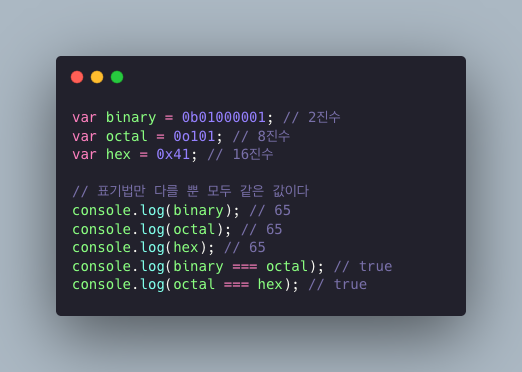 var binary = 0b01000001; // 2진수
var octal = 0o101; // 8진수
var hex = 0x41; // 16진수

// 표기법만 다를 뿐 모두 같은 값이다
console.log(binary); // 65
console.log(octal); // 65
console.log(hex); // 65
console.log(binary === octal); // true
console.log(octal === hex); // true